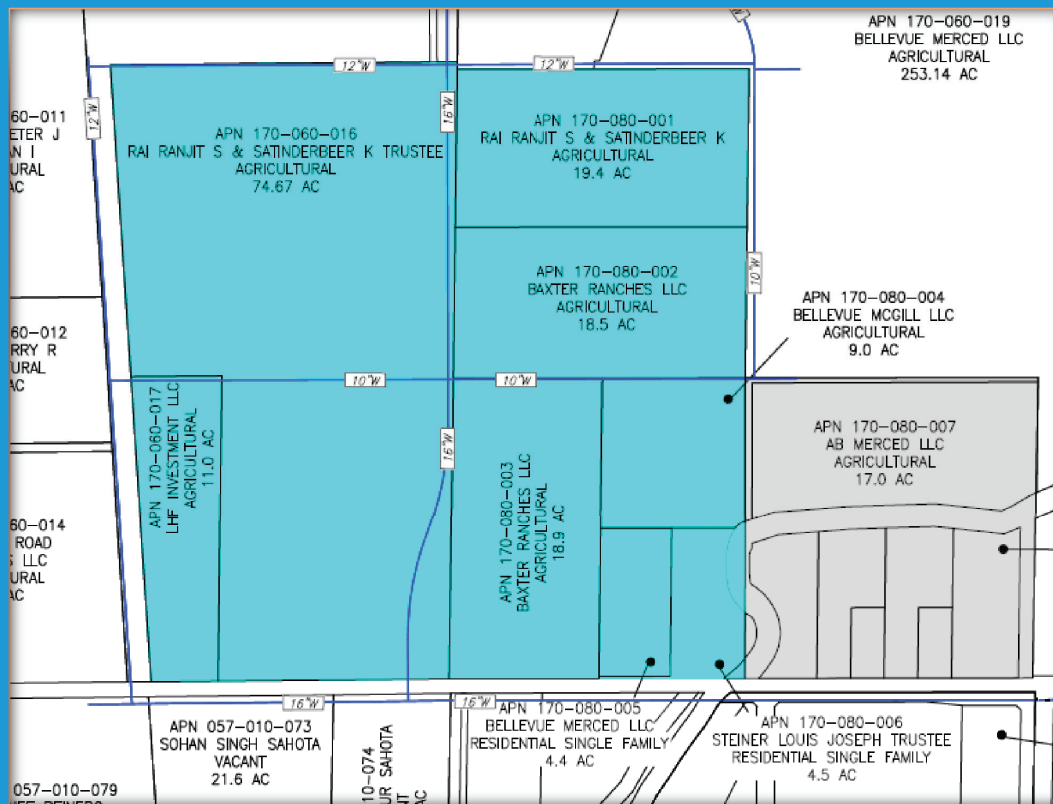 APN 170-060-019
BELLEVUE MERCED LLC
AGRICULTURAL
253.14 AC
12"W
12"W
12"W
16"W
60-011
ETER J
AN I
URAL
AC
APN 170-060-016
RAI RANJIT S & SATINDERBEER K TRUSTEE
AGRICULTURAL
74.67 AC
APN 170-080-001
RAI RANJIT S & SATINDERBEER K
AGRICULTURAL
19.4 AC
APN 170-080-002
BAXTER RANCHES LLC
AGRICULTURAL
18.5 AC
10"W
APN 170-080-004
BELLEVUE MCGILL LLC
AGRICULTURAL
9.0 AC
60-012
RRY R
TURAL
AC
10"W
10"W
APN 170-060-017
LHF INVESTMENT LLC
AGRICULTURAL
11.0 AC
16"W
APN 170-080-003
BAXTER RANCHES LLC
AGRICULTURAL
18.9 AC
APN 170-080-007
AB MERCED LLC
AGRICULTURAL
17.0 AC
60-014
ROAD
LLC
URAL
AC
16"W
16"W
APN 057-010-073
SOHAN SINGH SAHOTA
VACANT
21.6 AC
10-074
UR SAHOTA
NT
AC
APN 170-080-005
BELLEVUE MERCED LLC
RESIDENTIAL SINGLE FAMILY
4.4 AC
APN 170-080-006
STEINER LOUIS JOSEPH TRUSTEE
RESIDENTIAL SINGLE FAMILY
4.5 AC
057-010-079